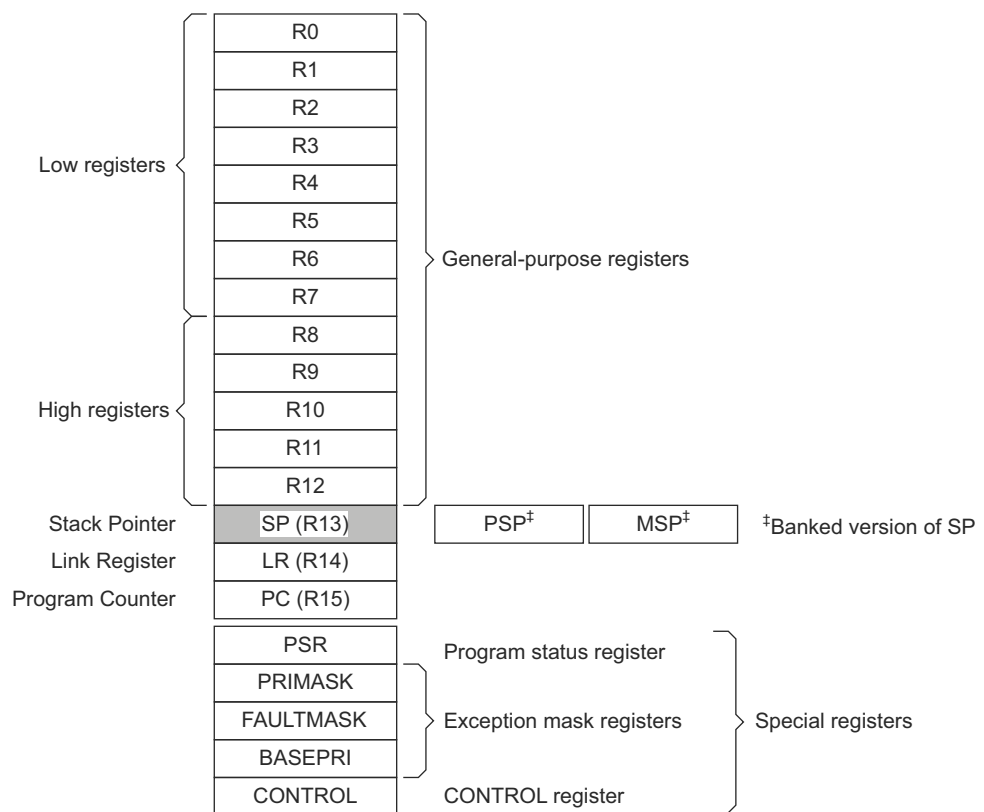 R0
R1
R2
R3
Low registers
R4
R5
R6
General-purpose registers
R7
R8
R9
High registers
R10
R11
R12
Stack Pointer SP (R13) PSP‡ MSP‡ ‡Banked version of SP
Link Register LR (R14)
Program Counter PC (R15)
PSR Program status register
PRIMASK
FAULTMASK Exception mask registers Special registers
BASEPRI
CONTROL CONTROL register